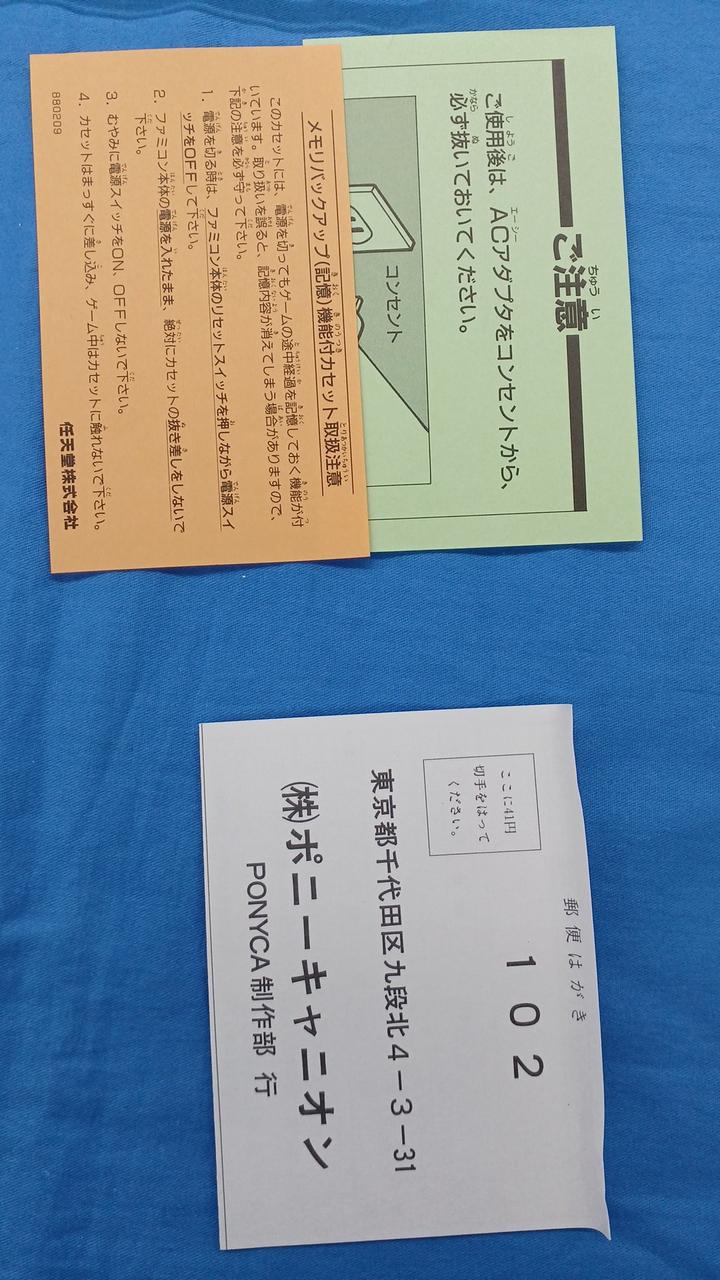 ご注意
ご使用後は、ACアダプタをコンセントから、
必ず抜いておいてください。
コンセント
メモリバックアップ(記憶)機能付カセット取扱注意
このカセットには、電源を切ってもゲームの途中経過を記憶しておく機能が付
いています。取り扱いを誤ると、記憶内容が消えてしまう場合がありますので、
下記の注意を必ず守って下さい。
1. 電源を切る時は、ファミコン本体のリセットスイッチを押しながら電源スイ
ッチをOFFして下さい。
2. ファミコン本体の電源を入れたまま、絶対にカセットの抜き差しをしないで
下さい。
3. むやみに電源スイッチをON、OFFしないで下さい。
4. カセットはまっすぐに差し込み、ゲーム中はカセットに触れないで下さい。
880209
任天堂株式会社
郵便はがき
102
ここに41円
切手をはって
ください。
東京都千代田区九段北4-3-31
㈱ポニーキャニオン
PONYCA制作部 行